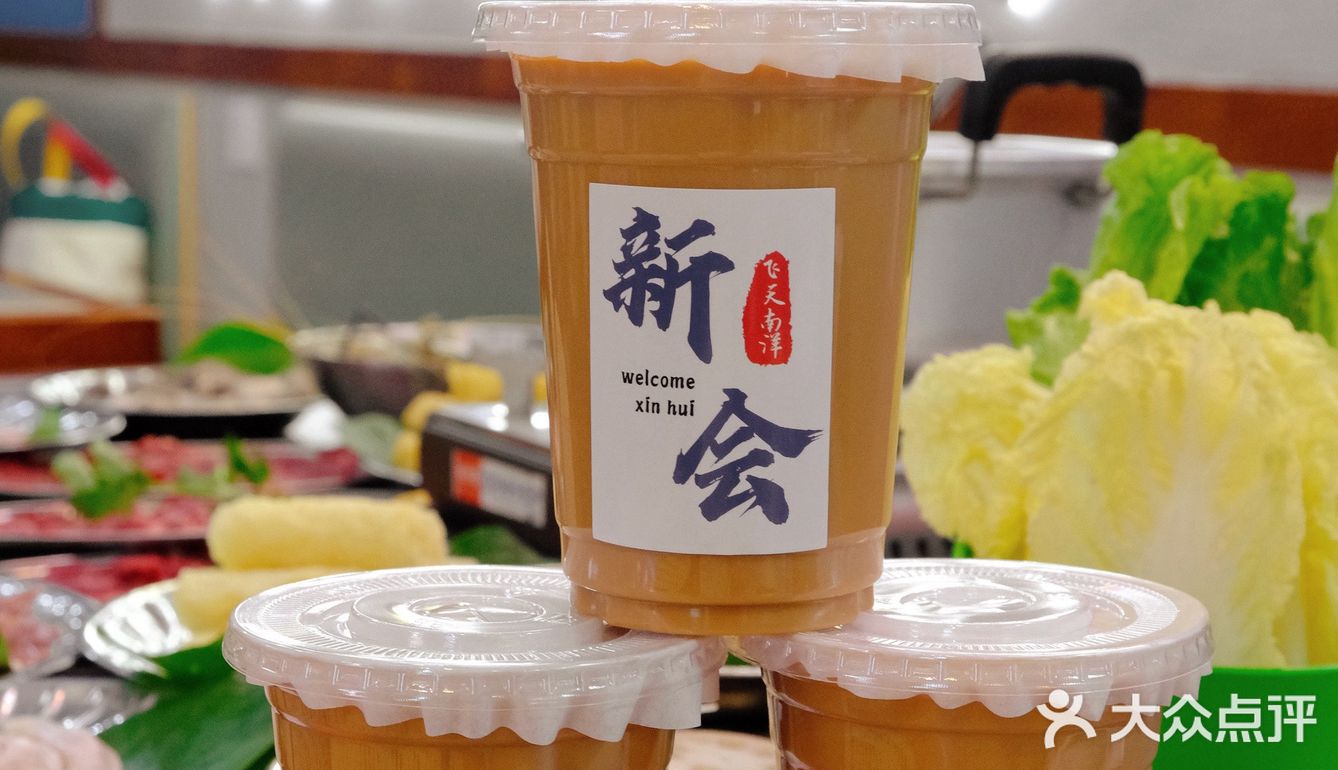 新
飞天南洋
welcome
xin hui
会
大众点评